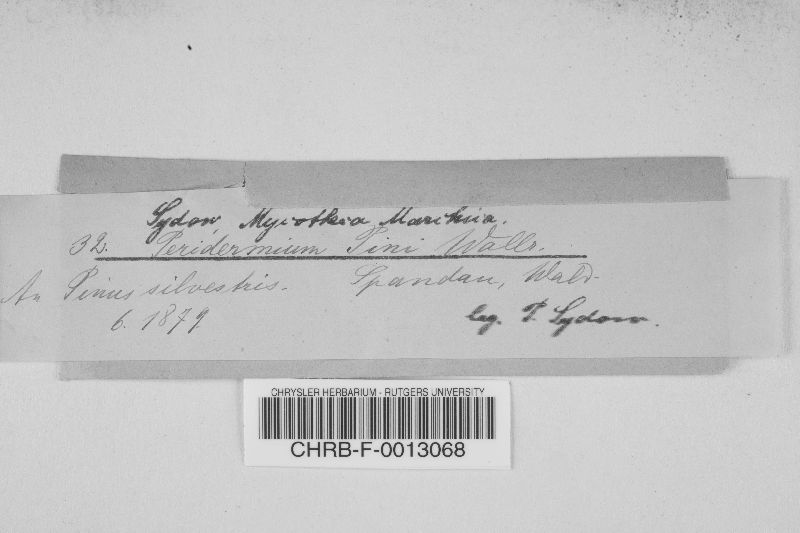 Sydow, Mycotheca Marchica.
32. Peridermium Pini Wallr.
An Pinus silvestris. Spandau, Wald.
6. 1879. leg. P. Sydow.
CHRYSLER HERBARIUM - RUTGERS UNIVERSITY
CHRB-F-0013068